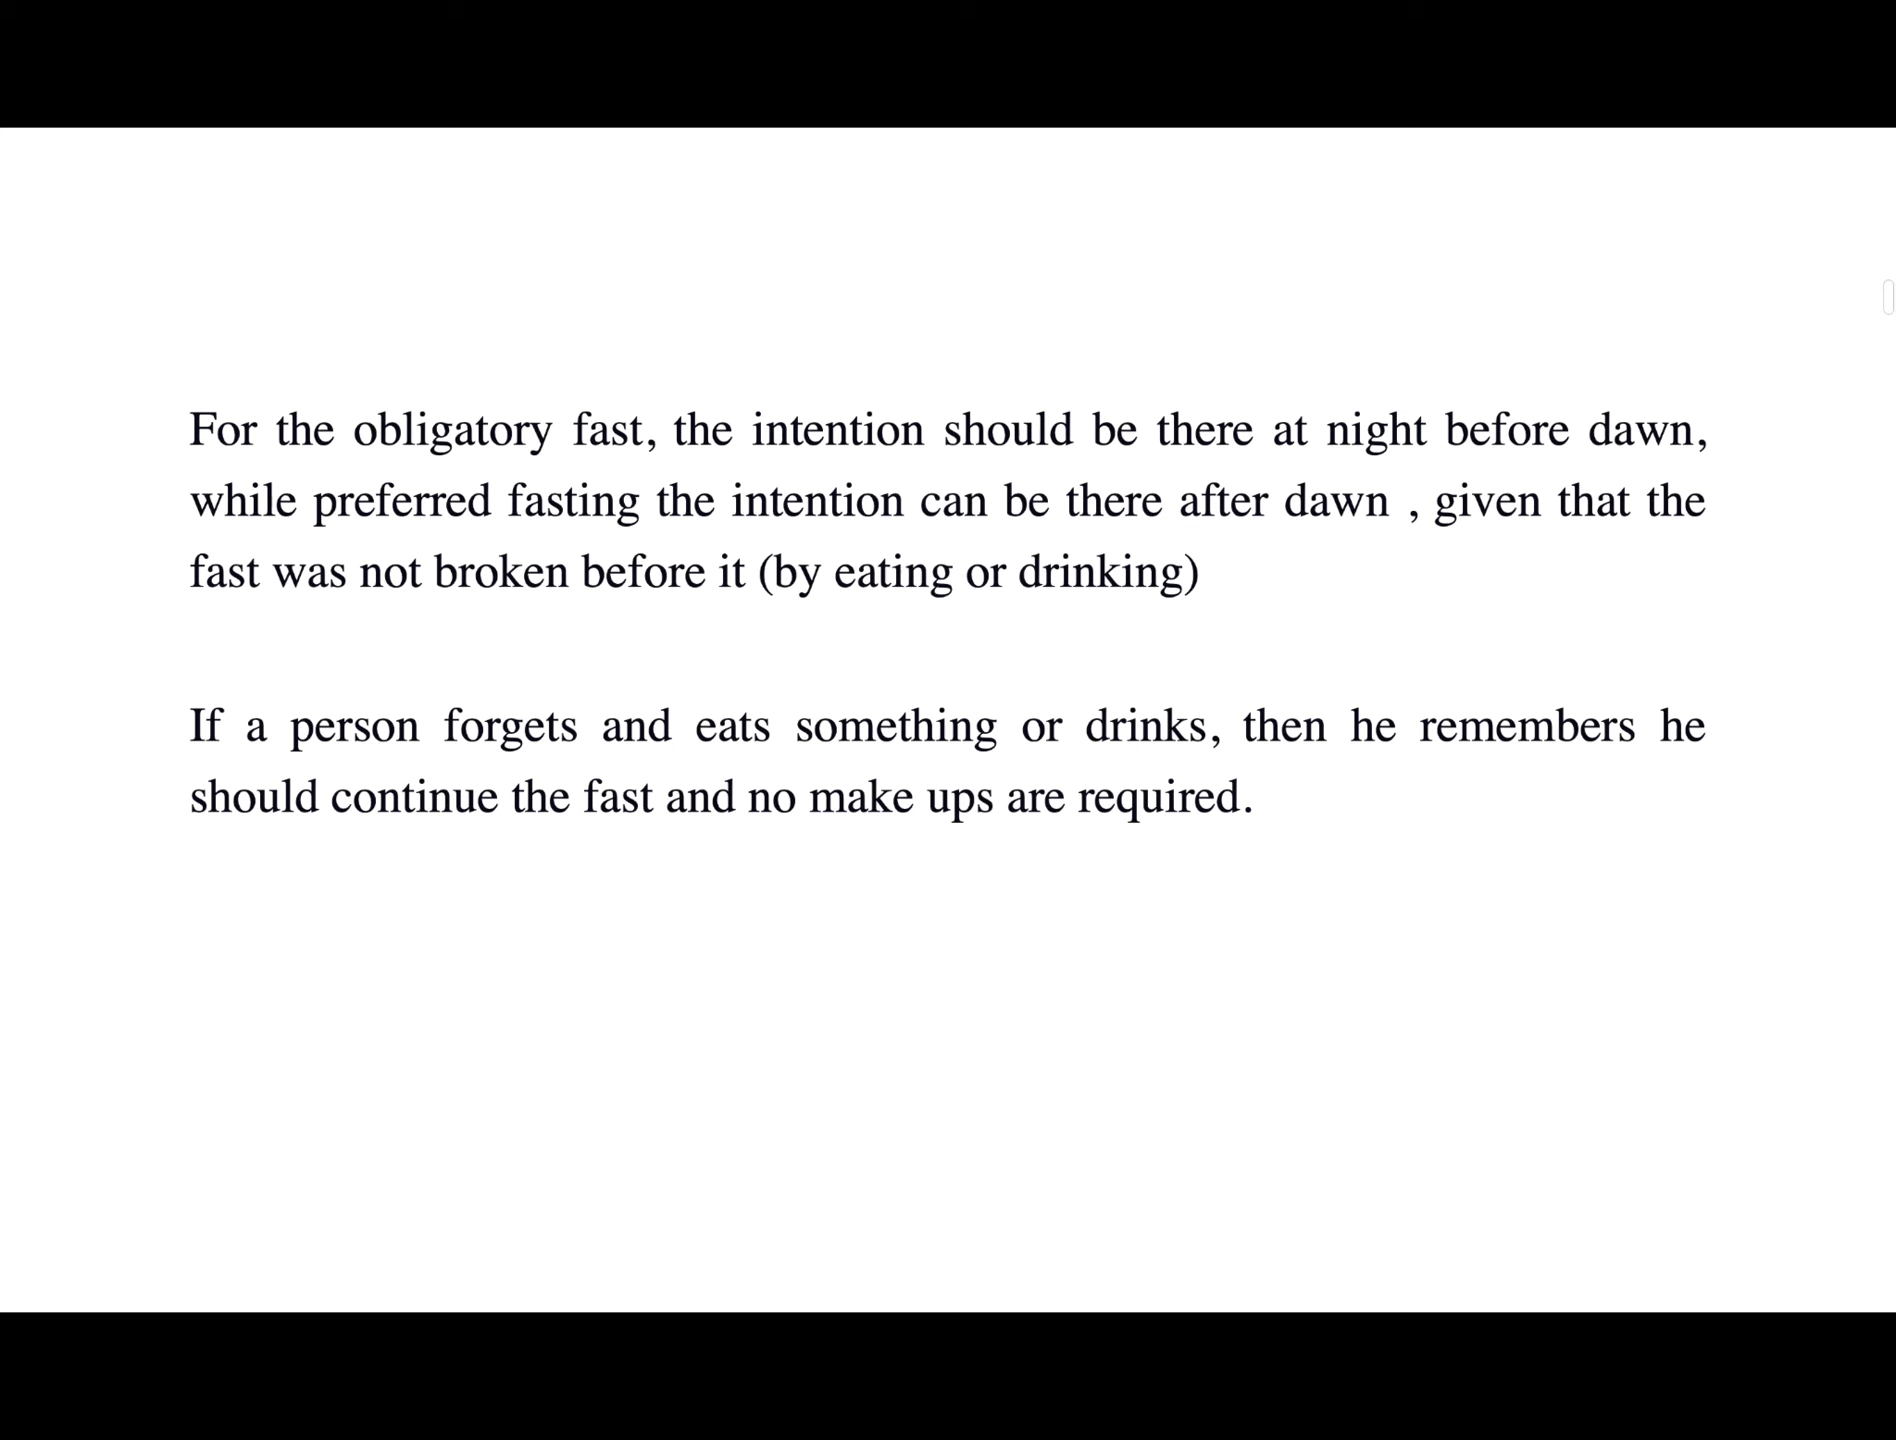 For the obligatory fast, the intention should be there at night before dawn,
while preferred fasting the intention can be there after dawn , given that the
fast was not broken before it (by eating or drinking)
If a person forgets and eats something or drinks, then he remembers he
should continue the fast and no make ups are required.